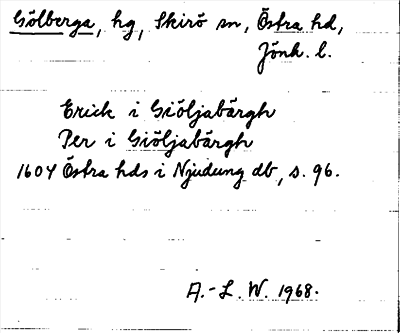 Gölberga, hg, Skirö sn, Östra hd,
Jönk. l.
Erick i Giöljabärgh
Per i Giöljabärgh
1604 Östra hds i Njudung db, s. 96.
A.-L. W. 1968.